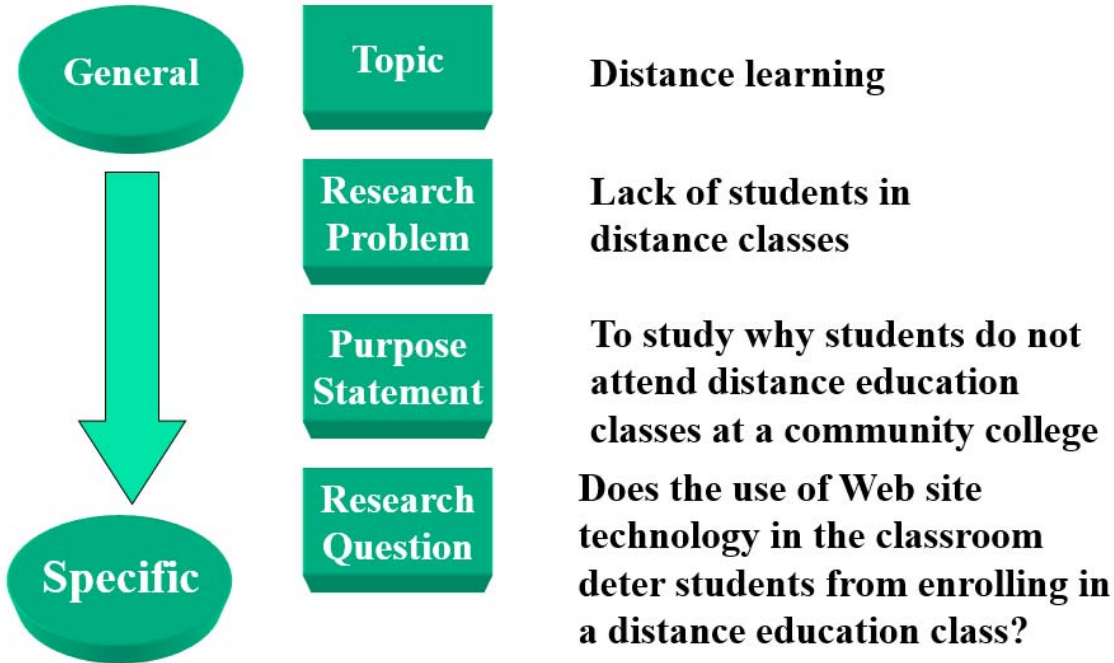 General
Topic
Distance learning
Research
Problem
Lack of students in
distance classes
Purpose
Statement
To study why students do not
attend distance education
classes at a community college
Research
Question
Does the use of Web site
technology in the classroom
deter students from enrolling in
a distance education class?
Specific